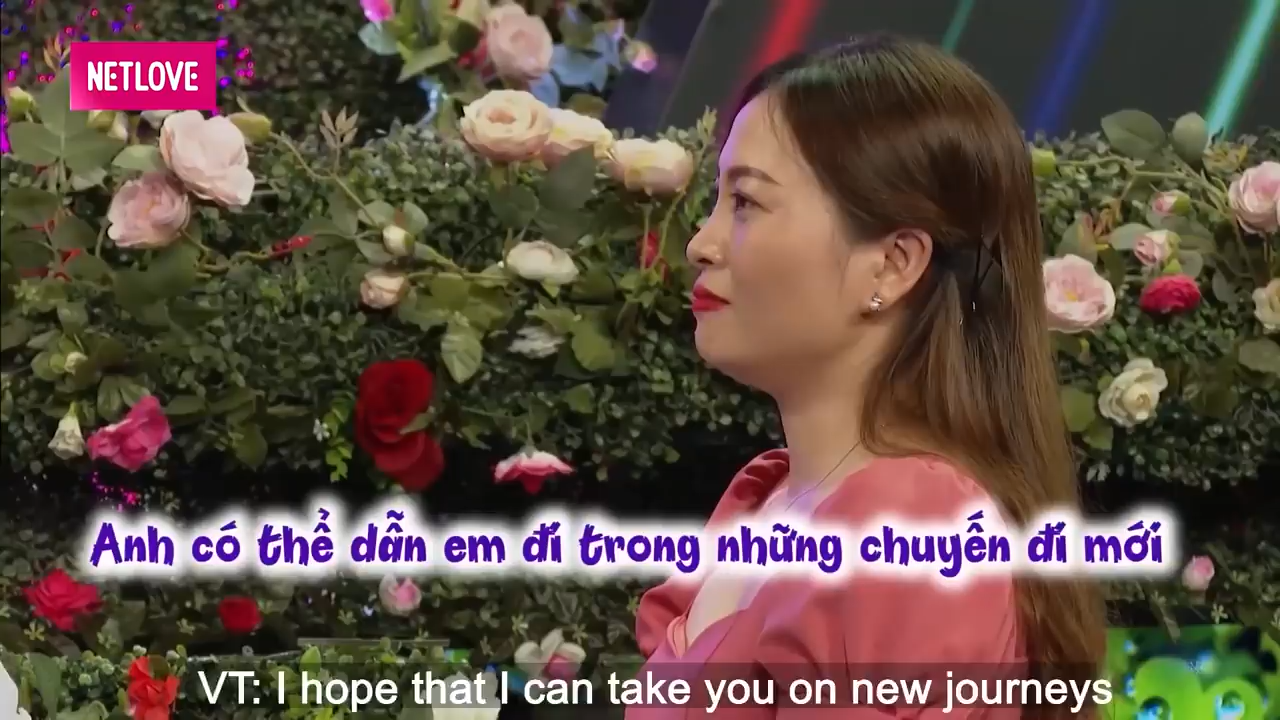 NETLOVE
Anh có thể dẫn em đi trong những chuyến đi mới
VT: I hope that I can take you on new journeys